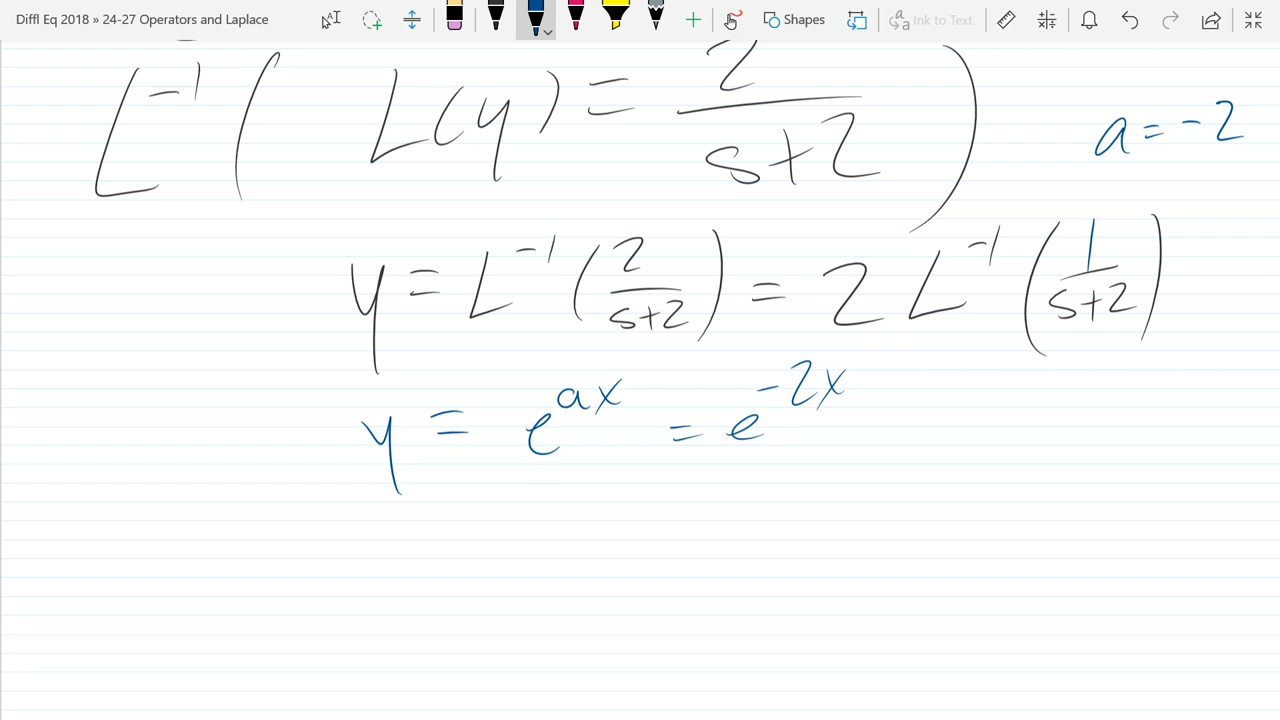 Diffl Eq 2018 » 24-27 Operators and Laplace
Shapes
Ink to Text
L⁻¹ ( L(y) = 2/(s+2) )
a = -2
y = L⁻¹ (2/(s+2)) = 2 L⁻¹ (1/(s+2))
y = e^(ax) = e^(-2x)